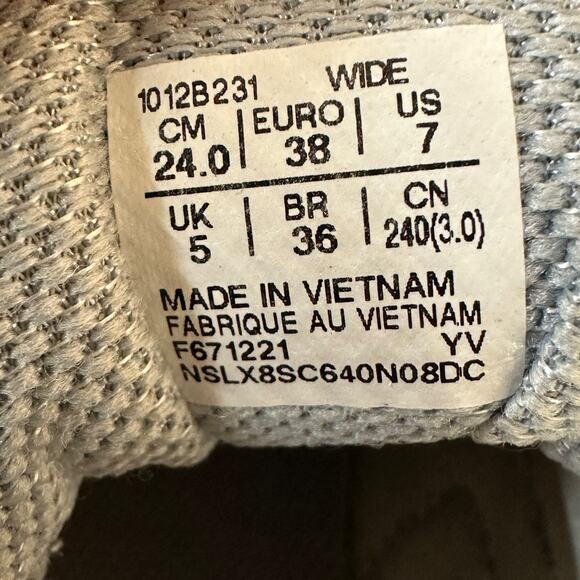 1012B231 WIDE
CM EURO US
24.0 38 7
UK BR CN
5 36 240(3.0)
MADE IN VIETNAM
FABRIQUE AU VIETNAM
F671221 YV
NSLX8SC640N08DC